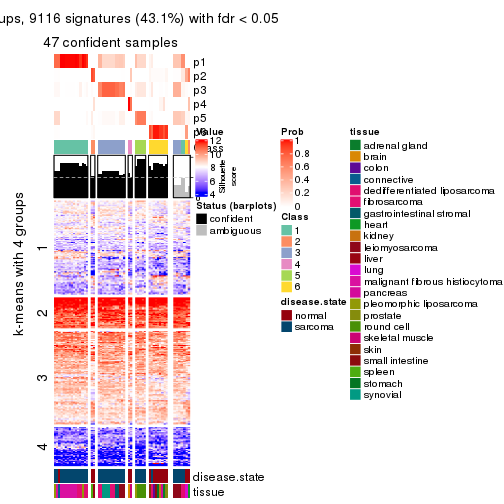 ups, 9116 signatures (43.1%) with fdr < 0.05
47 confident samples
p1
p2
p3
p4
p5
k-means with 4 groups
1
2
3
4
disease.state
tissue
Value
12
10
8
6
4
Silhouette
score
Status (barplots)
confident
ambiguous
Prob
1
0.8
0.6
0.4
0.2
0
Class
1
2
3
4
5
6
disease.state
normal
sarcoma
tissue
adrenal gland
brain
colon
connective
dedifferentiated liposarcoma
fibrosarcoma
gastrointestinal stromal
heart
kidney
leiomyosarcoma
liver
lung
malignant fibrous histiocytoma
pancreas
pleomorphic liposarcoma
prostate
round cell
skeletal muscle
skin
small intestine
spleen
stomach
synovial